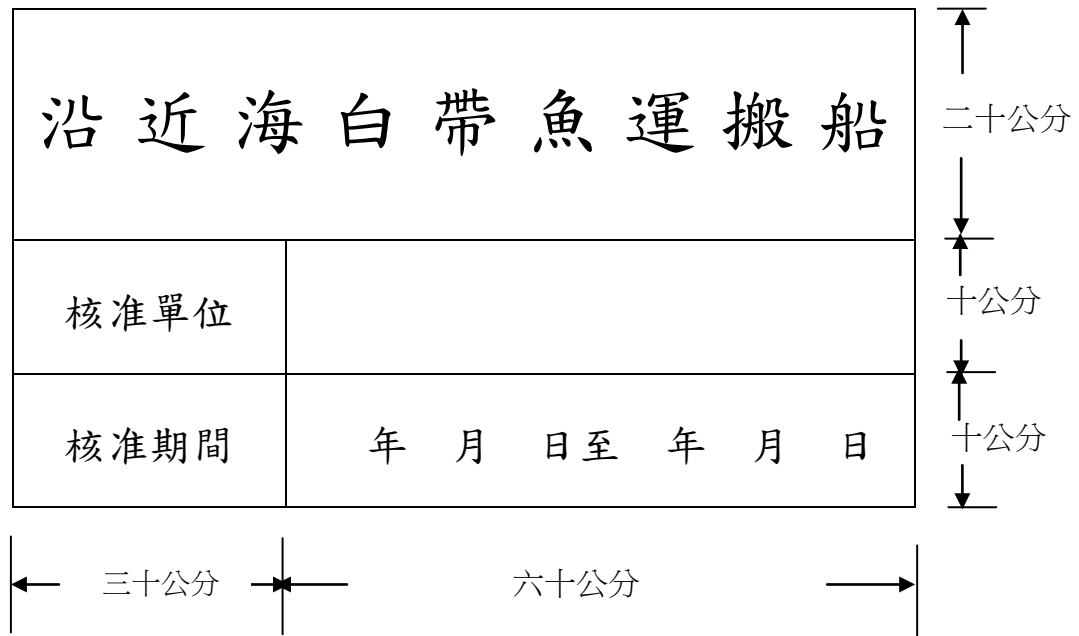 沿近海白帶魚運搬船
二十公分
核准單位
十公分
核准期間 年 月 日至 年 月 日
十公分
三十公分 六十公分